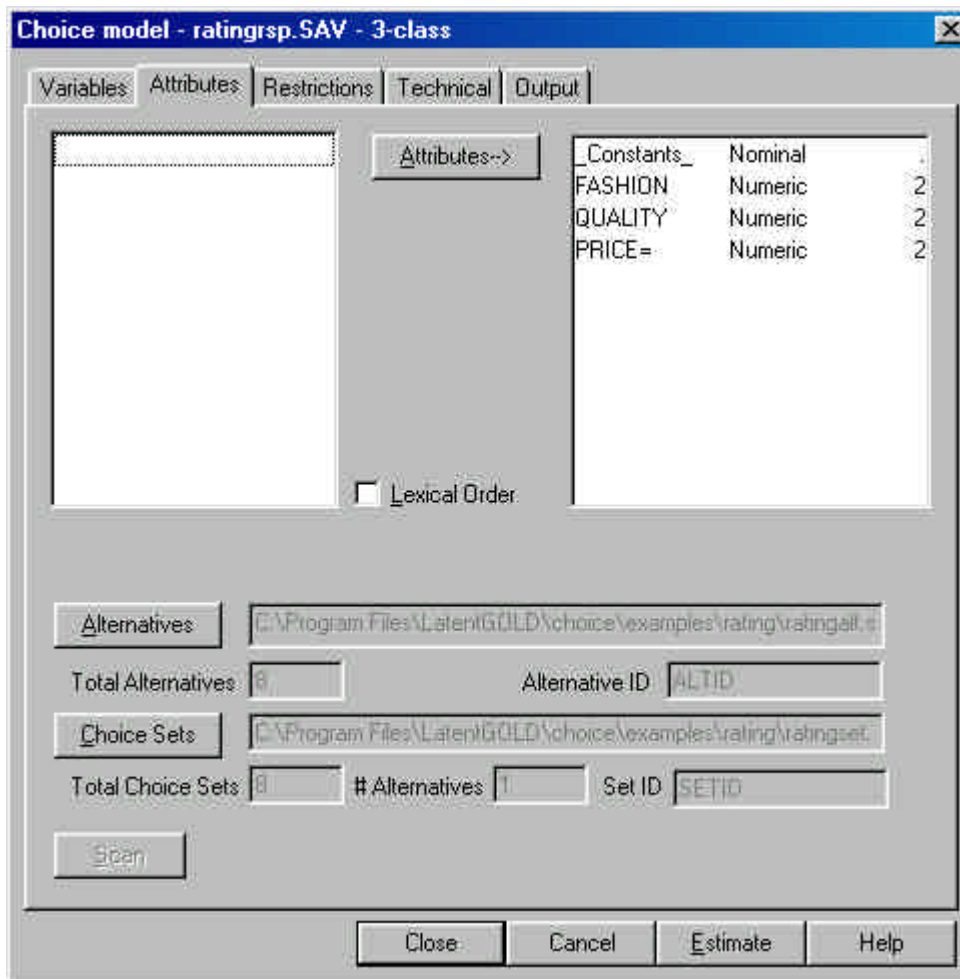 Choice model - ratingrsp.SAV - 3-class
Variables Attributes Restrictions Technical Output
Attributes-->
_Constants_ Nominal .
FASHION Numeric 2
QUALITY Numeric 2
PRICE= Numeric 2
Lexical Order
Alternatives C:\Program Files\LatentGOLD\choice\examples\rating\ratingalt.s
Total Alternatives 8 Alternative ID ALTID
Choice Sets C:\Program Files\LatentGOLD\choice\examples\rating\ratingset.
Total Choice Sets 8 # Alternatives 1 Set ID SETID
Scan
Close Cancel Estimate Help